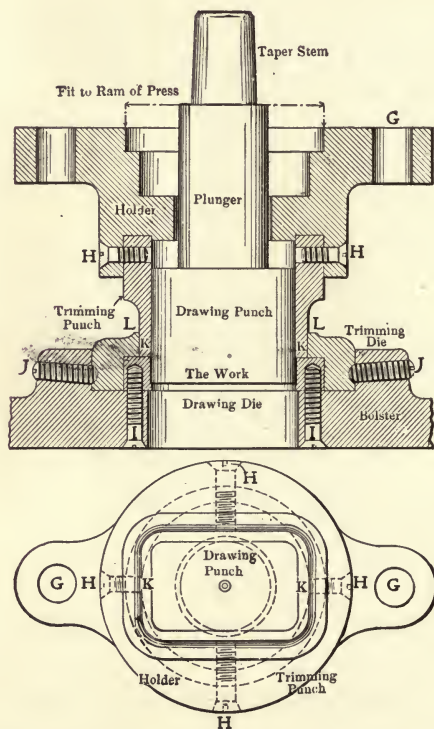 Taper Stem
Fit to Ram of Press
G
Plunger
Holder
H H
Trimming Punch
Drawing Punch
L L
Trimming Die
K K
J The Work J
Drawing Die
Bolster
I I
H
Drawing Punch
H K K H
G G
Holder
Trimming Punch
H